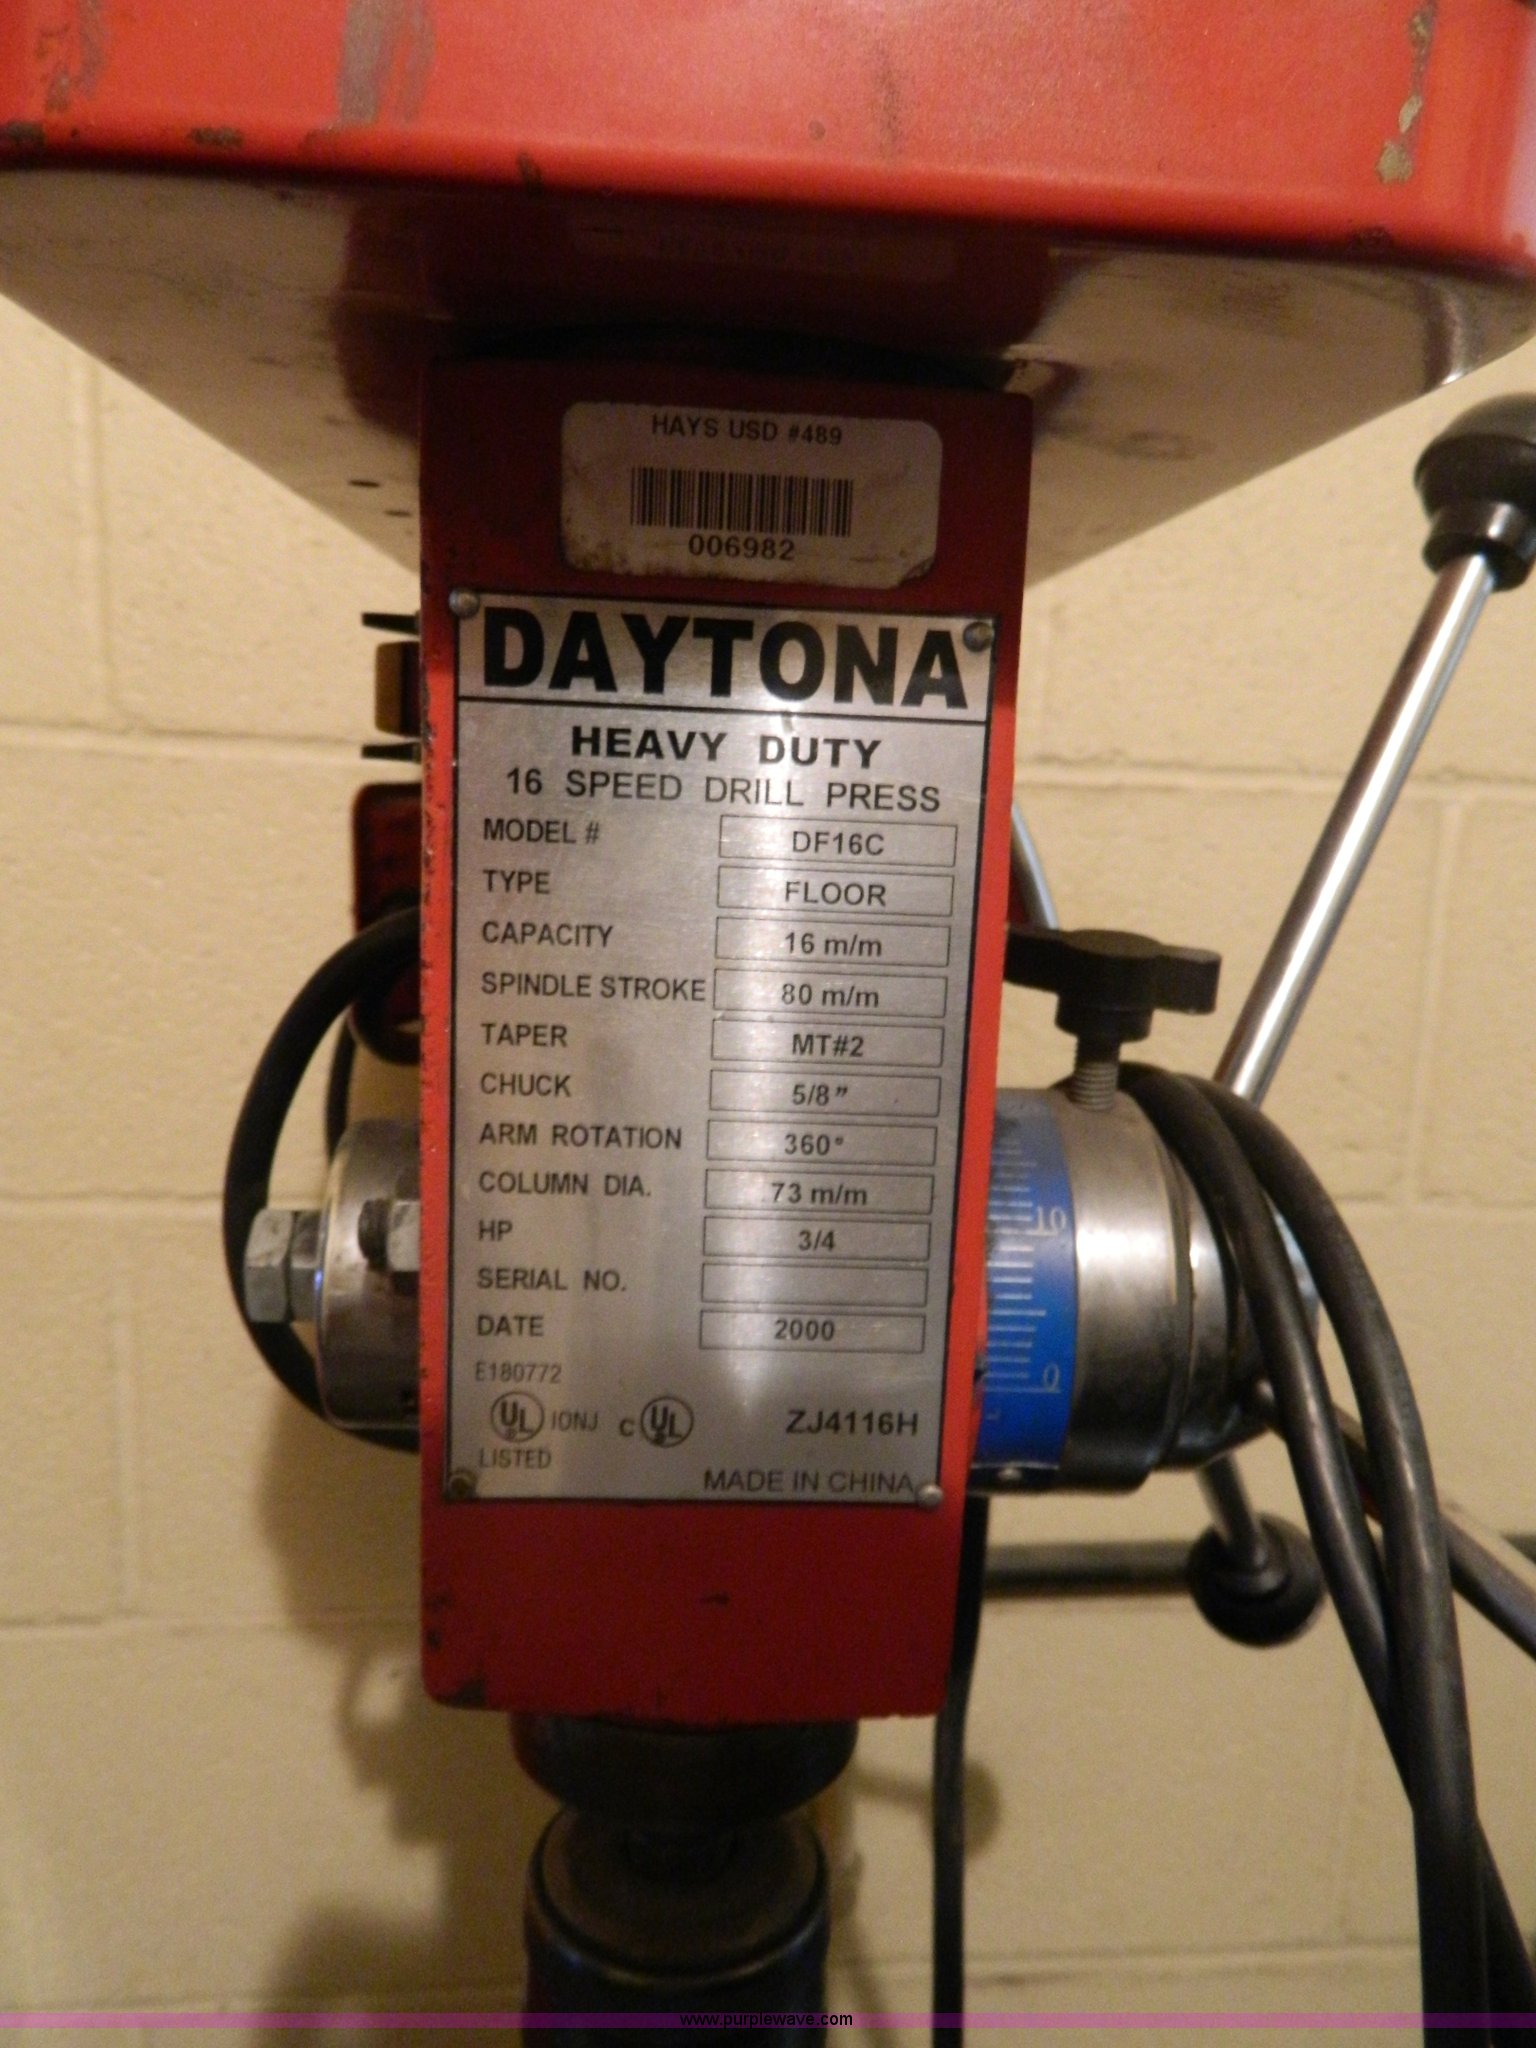 HAYS USD #489
006982
DAYTONA
HEAVY DUTY
16 SPEED DRILL PRESS
MODEL # DF16C
TYPE FLOOR
CAPACITY 16 m/m
SPINDLE STROKE 80 m/m
TAPER MT#2
CHUCK 5/8"
ARM ROTATION 360°
COLUMN DIA. 73 m/m
HP 3/4
SERIAL NO.
DATE 2000
E180772
UL IONJ c UL ZJ4116H
LISTED
MADE IN CHINA
10
0
www.purplewave.com